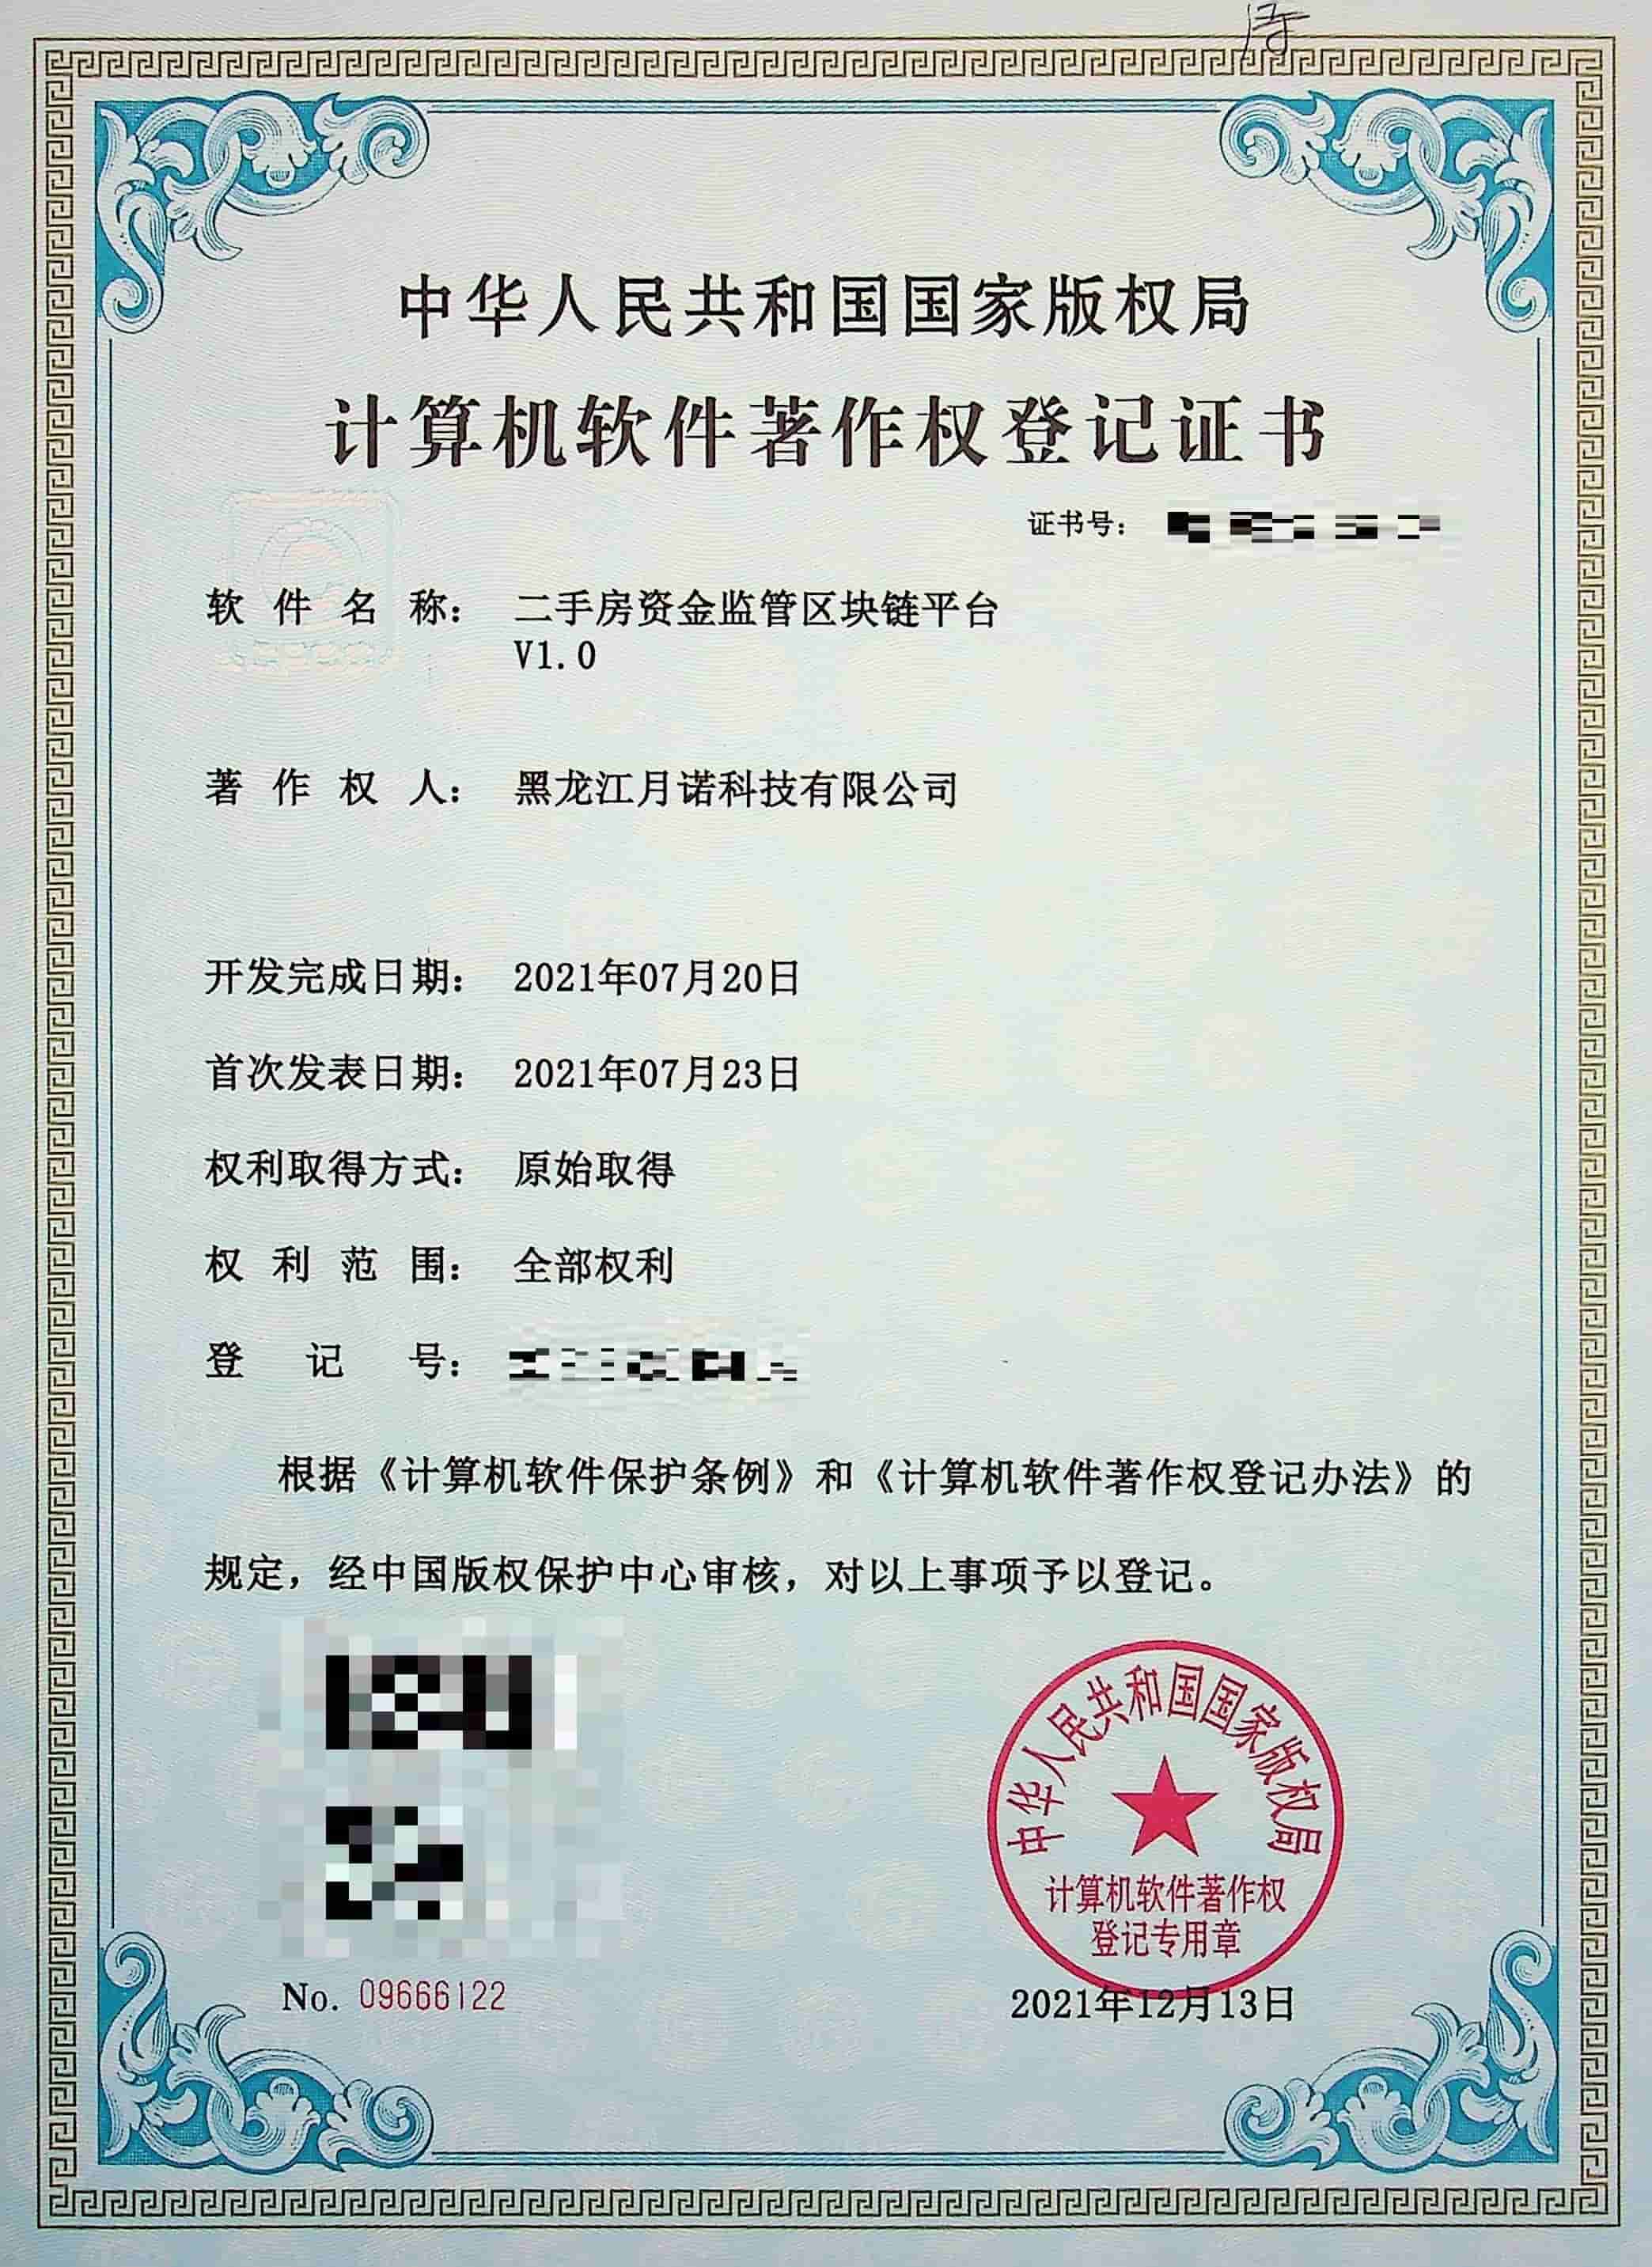 中华人民共和国国家版权局
计算机软件著作权登记证书
证书号：
软件名称： 二手房资金监管区块链平台
V1.0
著作权人： 黑龙江月诺科技有限公司
开发完成日期： 2021年07月20日
首次发表日期： 2021年07月23日
权利取得方式： 原始取得
权利范围： 全部权利
登记号：
根据《计算机软件保护条例》和《计算机软件著作权登记办法》的
规定，经中国版权保护中心审核，对以上事项予以登记。
中华人民共和国国家版权局
计算机软件著作权
登记专用章
No. 09666122
2021年12月13日